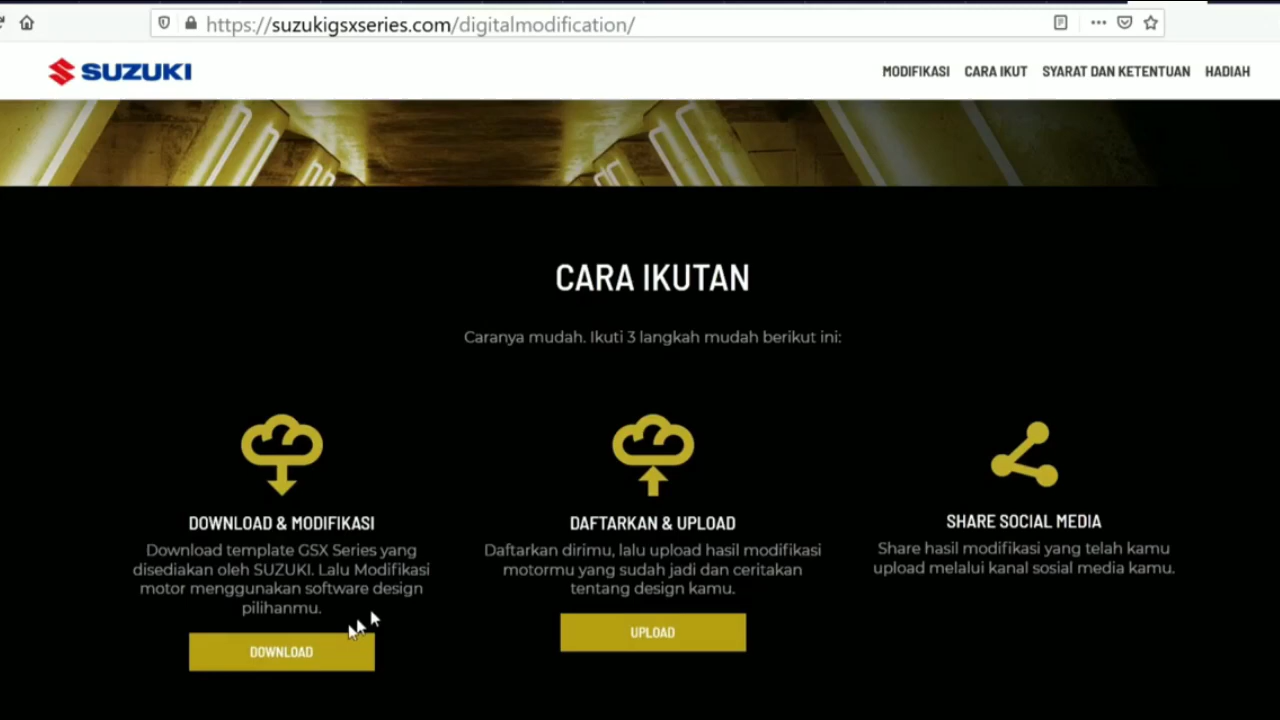 https://suzukigsxseries.com/digitalmodification/
SUZUKI
MODIFIKASI CARA IKUT SYARAT DAN KETENTUAN HADIAH
CARA IKUTAN
Caranya mudah. Ikuti 3 langkah mudah berikut ini:
DOWNLOAD & MODIFIKASI
Download template GSX Series yang
disediakan oleh SUZUKI. Lalu Modifikasi
motor menggunakan software design
pilihanmu.
DOWNLOAD
DAFTARKAN & UPLOAD
Daftarkan dirimu, lalu upload hasil modifikasi
motormu yang sudah jadi dan ceritakan
tentang design kamu.
UPLOAD
SHARE SOCIAL MEDIA
Share hasil modifikasi yang telah kamu
upload melalui kanal sosial media kamu.